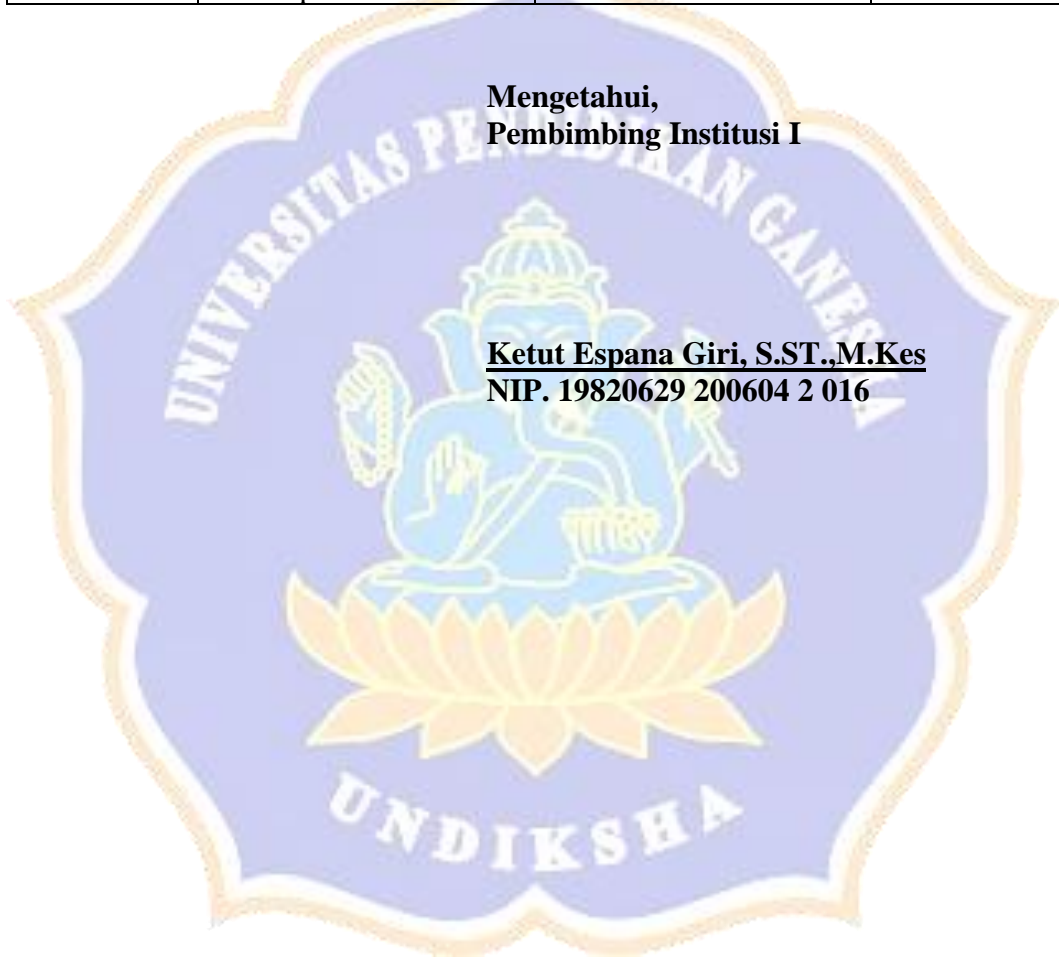 Mengetahui,
Pembimbing Institusi I
UNIVERSITAS PENDIDIKAN GANESHA
Ketut Espana Giri, S.ST.,M.Kes
NIP. 19820629 200604 2 016
UNDIKSHA